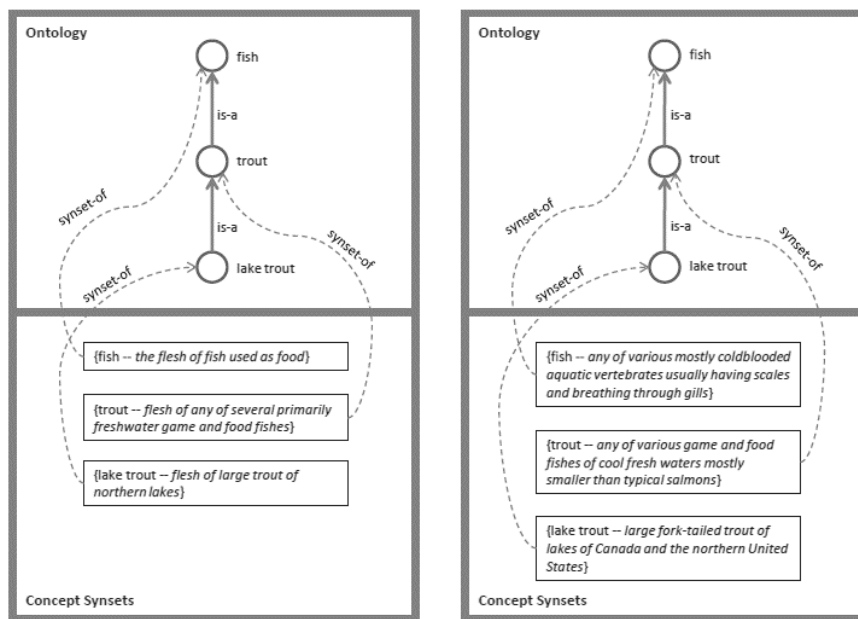 Ontology
fish
is-a
trout
synset-of
is-a
synset-of
lake trout
synset-of
{fish -- the flesh of fish used as food}
{trout -- flesh of any of several primarily
freshwater game and food fishes}
{lake trout -- flesh of large trout of
northern lakes}
Concept Synsets
Ontology
fish
is-a
trout
synset-of
is-a
synset-of
lake trout
synset-of
{fish -- any of various mostly coldblooded
aquatic vertebrates usually having scales
and breathing through gills}
{trout -- any of various game and food
fishes of cool fresh waters mostly
smaller than typical salmons}
{lake trout -- large fork-tailed trout of
lakes of Canada and the northern United
States}
Concept Synsets